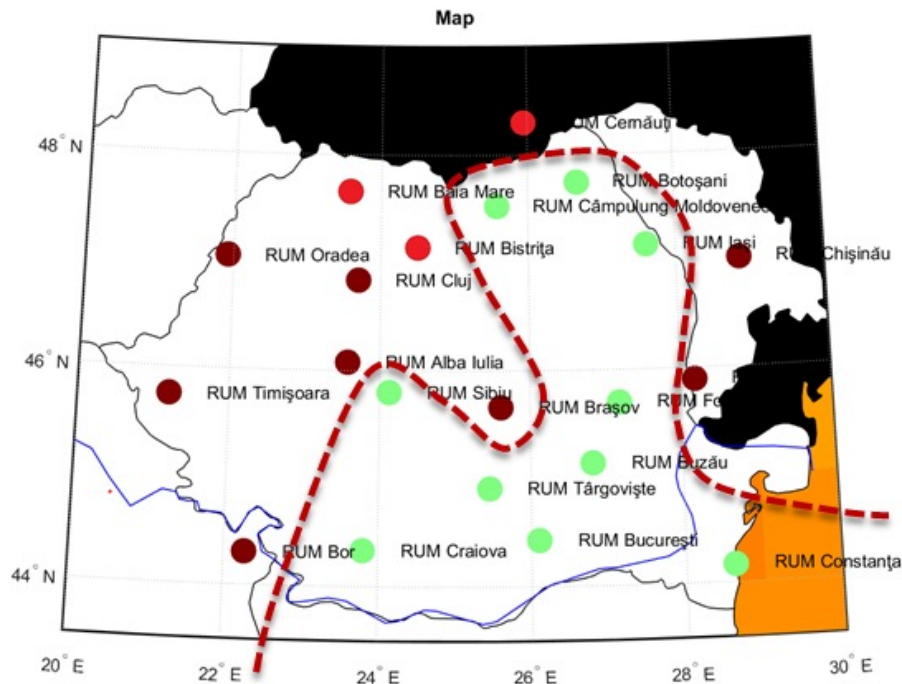 Map
RUM Cernăuţi
48° N
RUM Botoşani
RUM Baia Mare
RUM Câmpulung Moldovenesc
RUM Iaşi
RUM Bistriţa
RUM Oradea
RUM Chişinău
RUM Cluj
46° N
RUM Alba Iulia
RUM Timişoara
RUM Sibiu
RUM Braşov
RUM Buzău
RUM Târgovişte
RUM Bucureşti
RUM Bor
RUM Craiova
RUM Constanţa
44° N
20° E
22° E
24° E
26° E
28° E
30° E